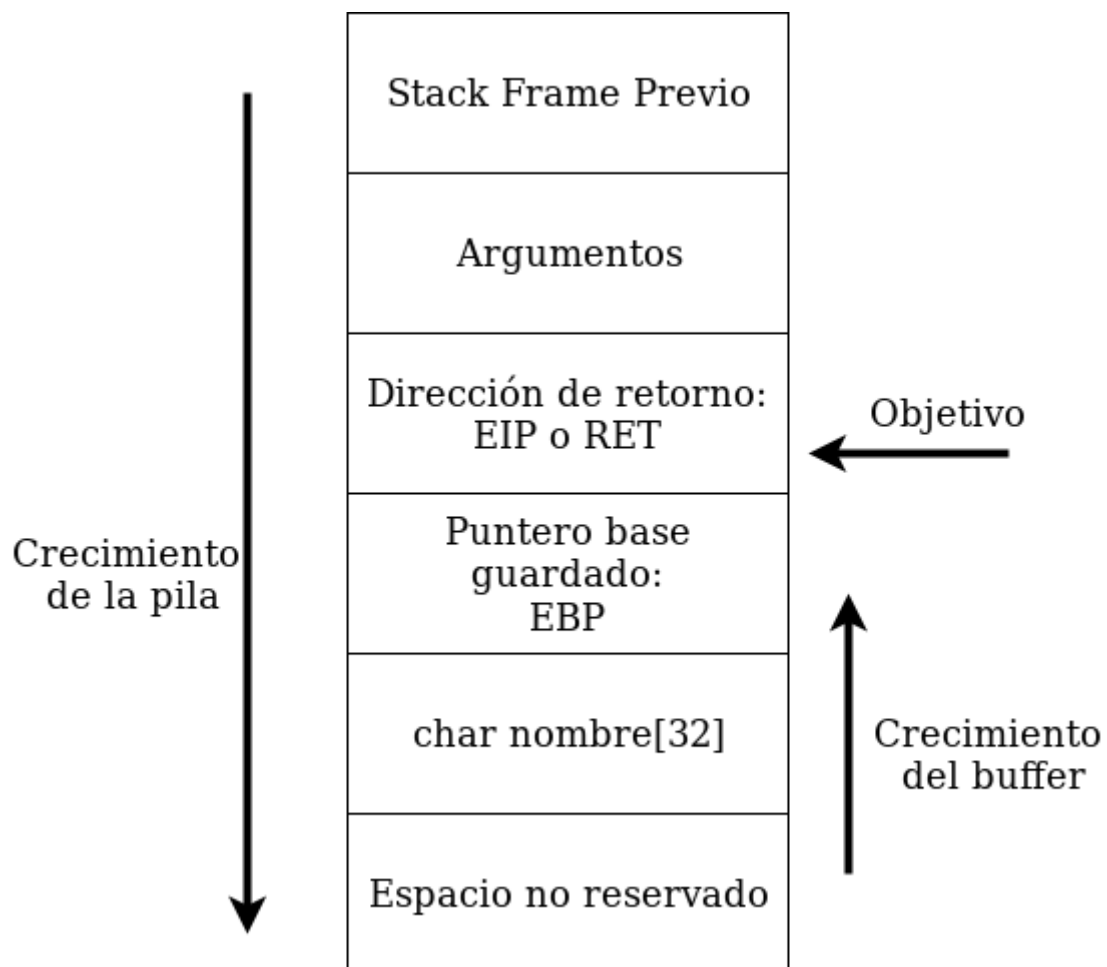 Stack Frame Previo
Argumentos
Dirección de retorno:
EIP o RET
Objetivo
Puntero base
guardado:
EBP
Crecimiento
de la pila
char nombre[32]
Crecimiento
del buffer
Espacio no reservado